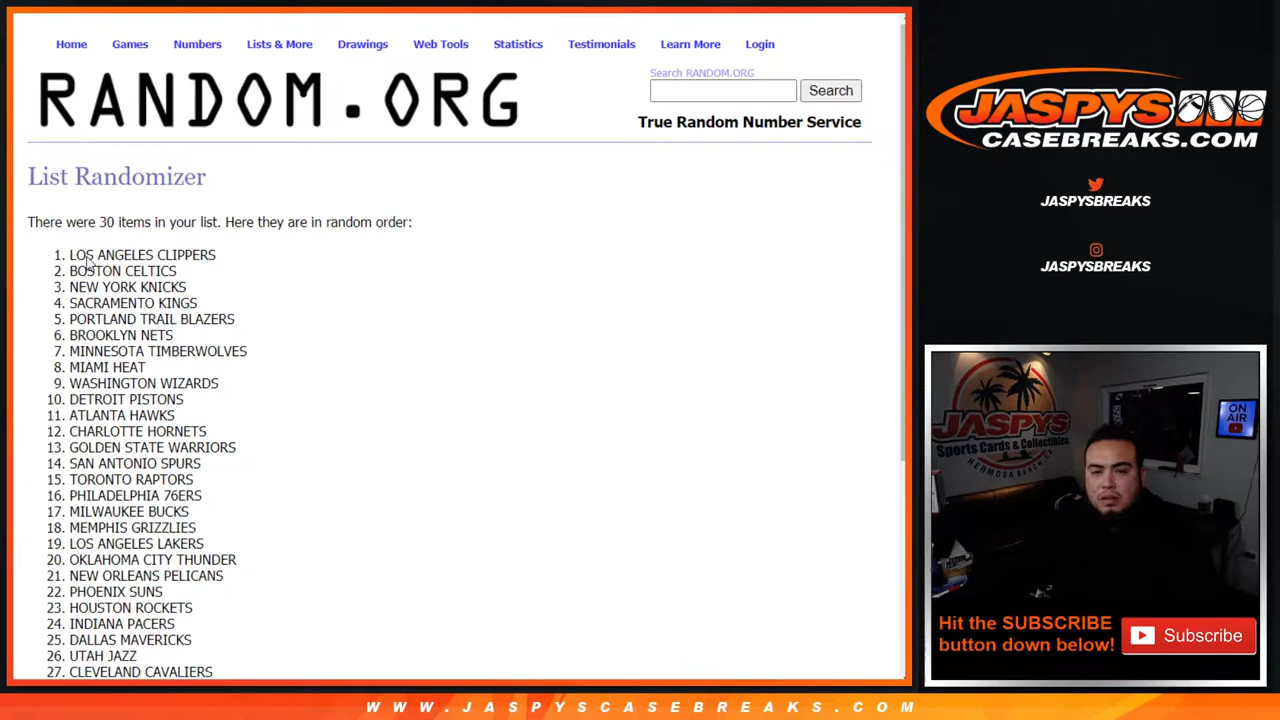 Home Games Numbers Lists & More Drawings Web Tools Statistics Testimonials Learn More Login
RANDOM.ORG
Search RANDOM.ORG
Search
True Random Number Service
List Randomizer
There were 30 items in your list. Here they are in random order:
1. LOS ANGELES CLIPPERS
2. BOSTON CELTICS
3. NEW YORK KNICKS
4. SACRAMENTO KINGS
5. PORTLAND TRAIL BLAZERS
6. BROOKLYN NETS
7. MINNESOTA TIMBERWOLVES
8. MIAMI HEAT
9. WASHINGTON WIZARDS
10. DETROIT PISTONS
11. ATLANTA HAWKS
12. CHARLOTTE HORNETS
13. GOLDEN STATE WARRIORS
14. SAN ANTONIO SPURS
15. TORONTO RAPTORS
16. PHILADELPHIA 76ERS
17. MILWAUKEE BUCKS
18. MEMPHIS GRIZZLIES
19. LOS ANGELES LAKERS
20. OKLAHOMA CITY THUNDER
21. NEW ORLEANS PELICANS
22. PHOENIX SUNS
23. HOUSTON ROCKETS
24. INDIANA PACERS
25. DALLAS MAVERICKS
26. UTAH JAZZ
27. CLEVELAND CAVALIERS
JASPYS
CASEBREAKS.COM
JASPYSBREAKS
JASPYSBREAKS
JASPYS
Sports Cards & Collectibles
HERMOSA BEACH, CA
ON AIR
Hit the SUBSCRIBE
button down below!
Subscribe
WWW.JASPYSCASEBREAKS.COM